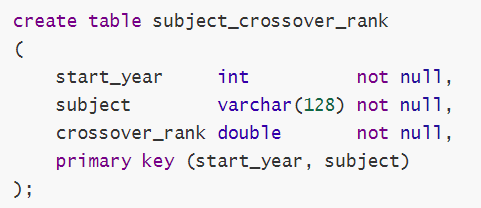 create table subject_crossover_rank
(
    start_year     int          not null,
    subject        varchar(128) not null,
    crossover_rank double       not null,
    primary key (start_year, subject)
);